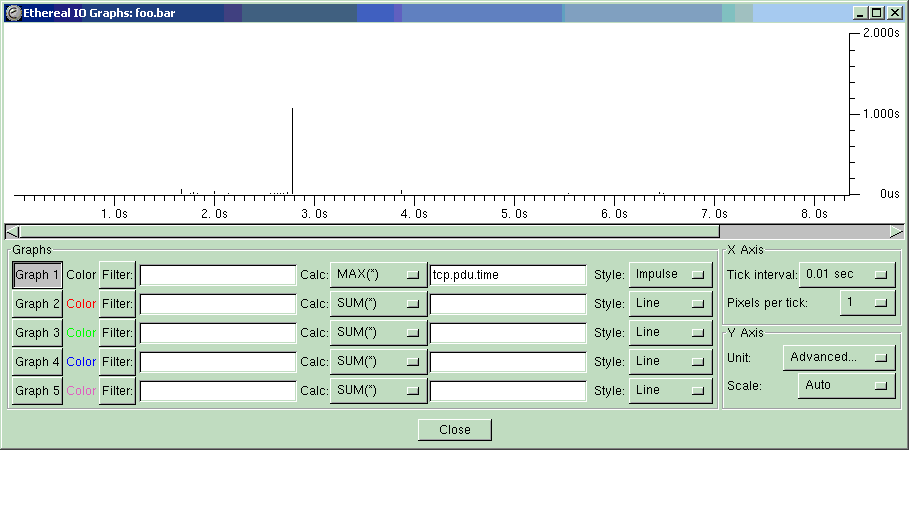 Ethereal IO Graphs: foo.bar
2.000s
1.000s
0us
1.0s 2.0s 3.0s 4.0s 5.0s 6.0s 7.0s 8.0s
Graphs
Graph 1 Color Filter: Calc: MAX(*) tcp.pdu.time Style: Impulse
Graph 2 Color Filter: Calc: SUM(*) Style: Line
Graph 3 Color Filter: Calc: SUM(*) Style: Line
Graph 4 Color Filter: Calc: SUM(*) Style: Line
Graph 5 Color Filter: Calc: SUM(*) Style: Line
X Axis
Tick interval: 0.01 sec
Pixels per tick: 1
Y Axis
Unit: Advanced...
Scale: Auto
Close